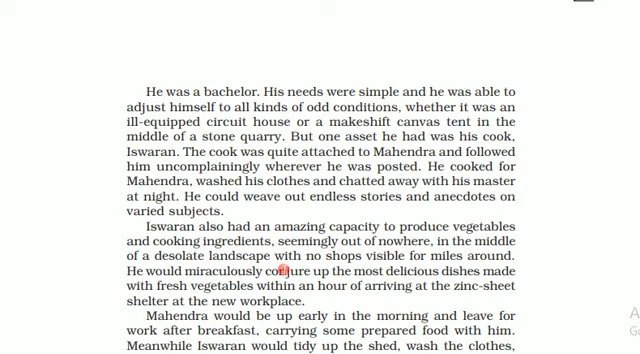 He was a bachelor. His needs were simple and he was able to
adjust himself to all kinds of odd conditions, whether it was an
ill-equipped circuit house or a makeshift canvas tent in the
middle of a stone quarry. But one asset he had was his cook,
Iswaran. The cook was quite attached to Mahendra and followed
him uncomplainingly wherever he was posted. He cooked for
Mahendra, washed his clothes and chatted away with his master
at night. He could weave out endless stories and anecdotes on
varied subjects.
Iswaran also had an amazing capacity to produce vegetables
and cooking ingredients, seemingly out of nowhere, in the middle
of a desolate landscape with no shops visible for miles around.
He would miraculously conjure up the most delicious dishes made
with fresh vegetables within an hour of arriving at the zinc-sheet
shelter at the new workplace.
Mahendra would be up early in the morning and leave for
work after breakfast, carrying some prepared food with him.
Meanwhile Iswaran would tidy up the shed, wash the clothes,